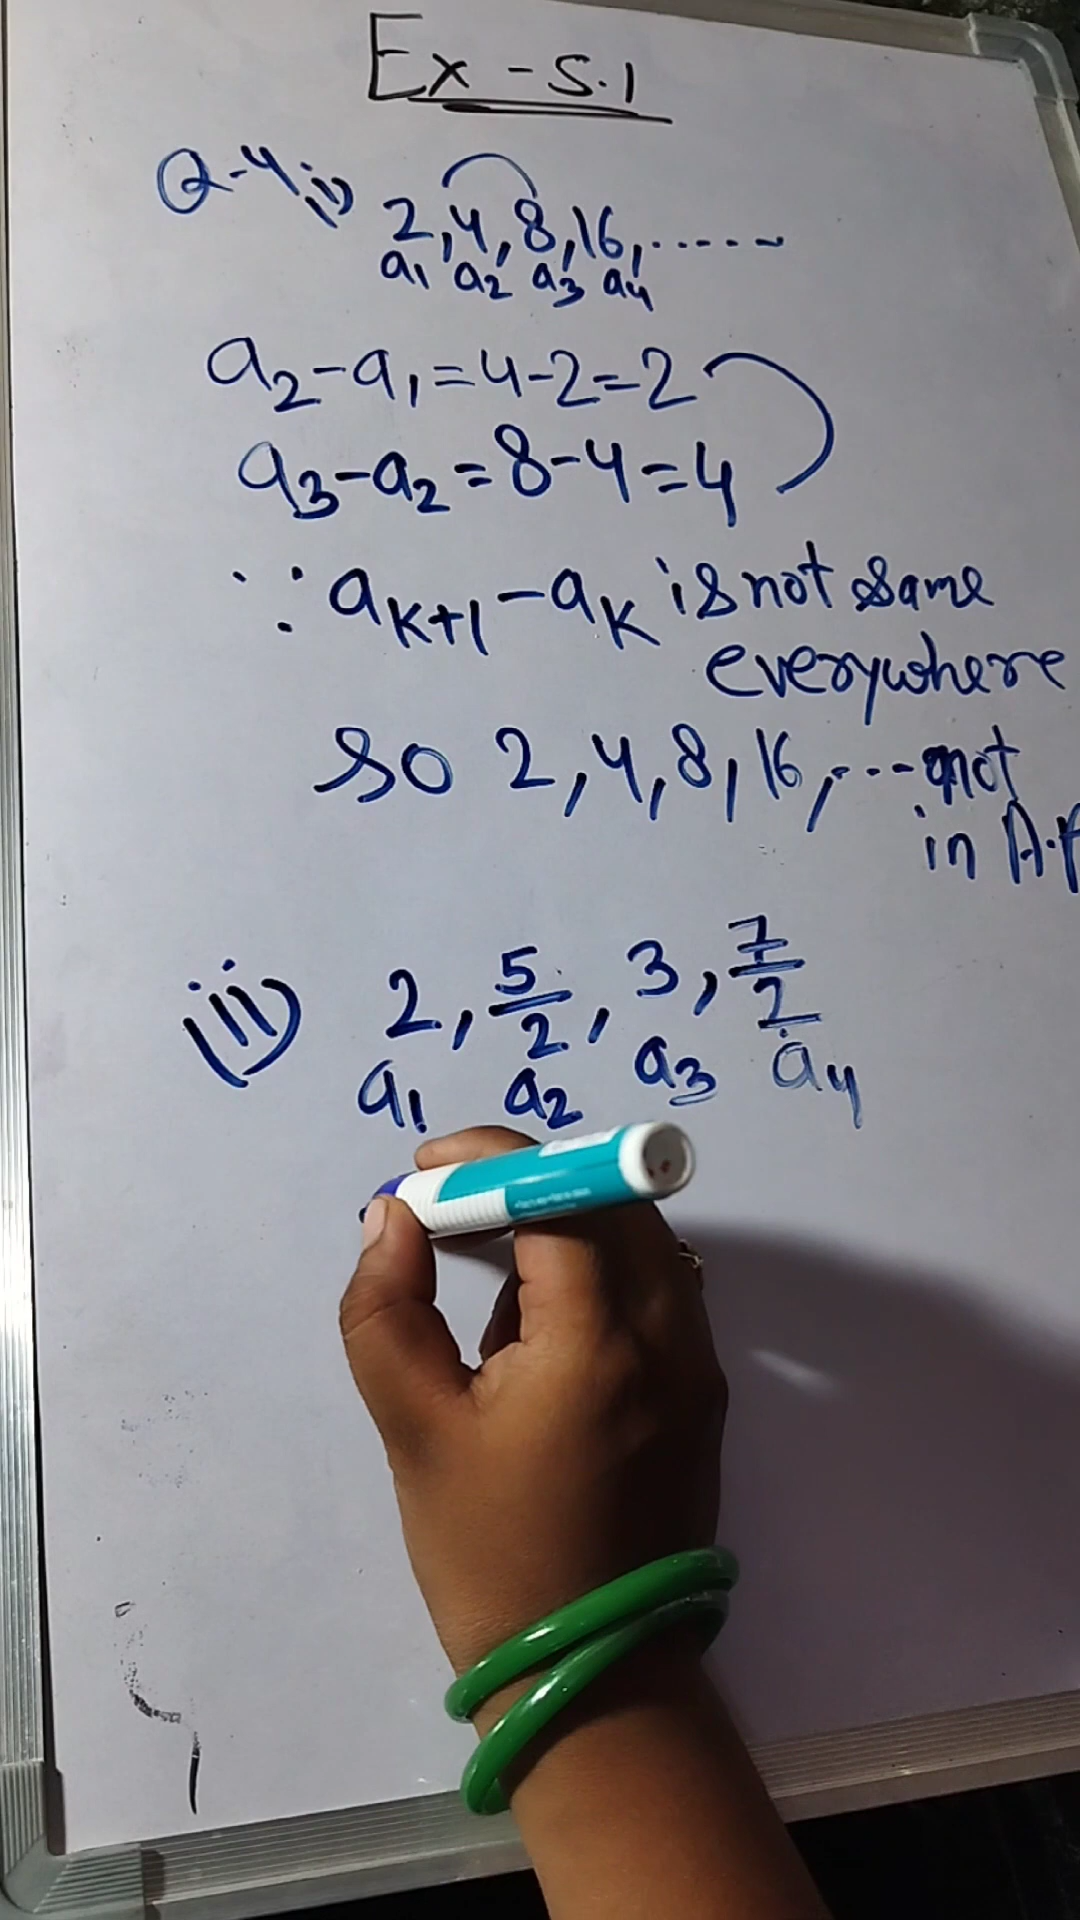 Ex - 5.1
Q-4 i) 2, 4, 8, 16, ......
a1 a2 a3 a4
a2-a1=4-2=2
a3-a2=8-4=4
∵ aK+1-aK is not same
everywhere
so 2, 4, 8, 16, ... not
in A.P
ii) 2, 5/2, 3, 7/2
a1 a2 a3 a4